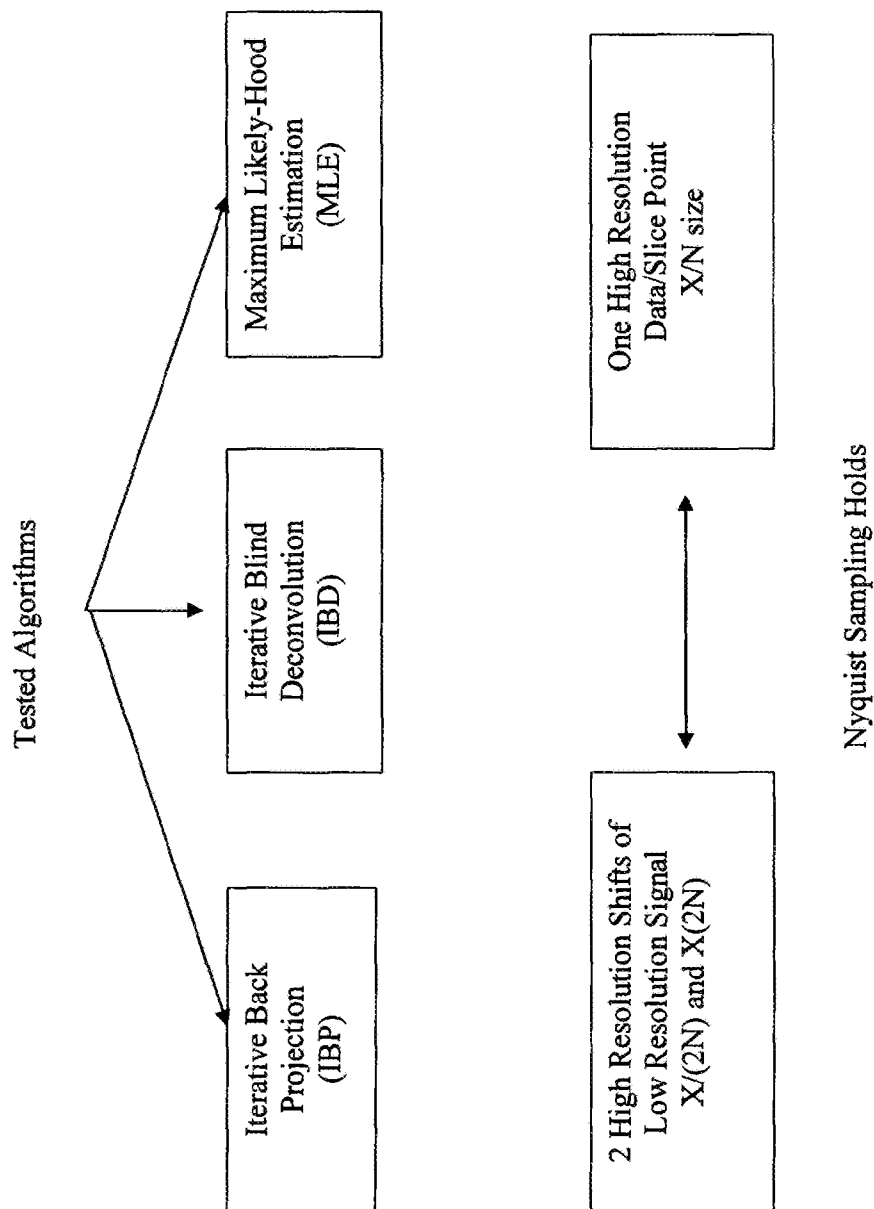 Tested Algorithms
Iterative Back
Projection
(IBP)
Iterative Blind
Deconvolution
(IBD)
Maximum Likely-Hood
Estimation
(MLE)
2 High Resolution Shifts of
Low Resolution Signal
X/(2N) and X(2N)
One High Resolution
Data/Slice Point
X/N size
Nyquist Sampling Holds